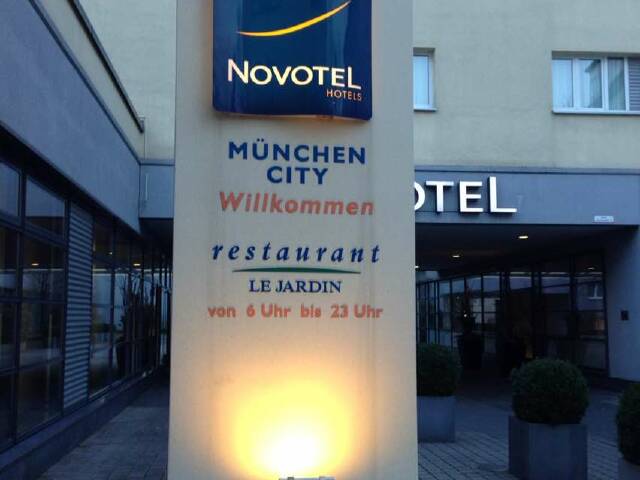 NOVOTEL
HOTELS
MÜNCHEN
CITY
Willkommen
restaurant
LE JARDIN
von 6 Uhr bis 23 Uhr
OTEL